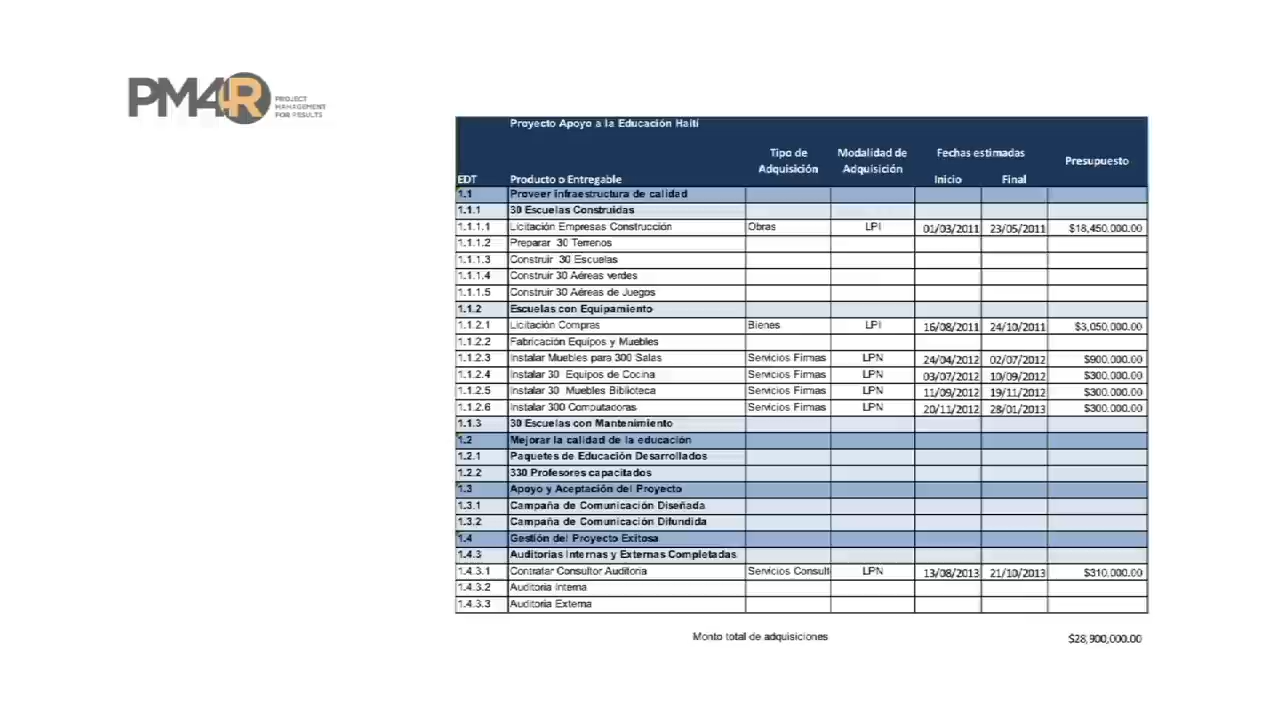 PM4R
PROJECT
MANAGEMENT
FOR RESULTS
Proyecto Apoyo a la Educación Haití
EDT Producto o Entregable Tipo de Adquisición Modalidad de Adquisición Fechas estimadas Inicio Final Presupuesto
1.1 Proveer infraestructura de calidad
1.1.1 30 Escuelas Construidas
1.1.1.1 Licitación Empresas Construcción Obras LPI 01/03/2011 23/05/2011 $18,450,000.00
1.1.1.2 Preparar 30 Terrenos
1.1.1.3 Construir 30 Escuelas
1.1.1.4 Construir 30 Aéreas verdes
1.1.1.5 Construir 30 Aéreas de Juegos
1.1.2 Escuelas con Equipamiento
1.1.2.1 Licitación Compras Bienes LPI 16/08/2011 24/10/2011 $3,050,000.00
1.1.2.2 Fabricación Equipos y Muebles
1.1.2.3 Instalar Muebles para 300 Salas Servicios Firmas LPN 24/04/2012 02/07/2012 $900,000.00
1.1.2.4 Instalar 30 Equipos de Cocina Servicios Firmas LPN 03/07/2012 10/09/2012 $300,000.00
1.1.2.5 Instalar 30 Muebles Biblioteca Servicios Firmas LPN 11/09/2012 19/11/2012 $300,000.00
1.1.2.6 Instalar 300 Computadoras Servicios Firmas LPN 20/11/2012 28/01/2013 $300,000.00
1.1.3 30 Escuelas con Mantenimiento
1.2 Mejorar la calidad de la educación
1.2.1 Paquetes de Educación Desarrollados
1.2.2 330 Profesores capacitados
1.3 Apoyo y Aceptación del Proyecto
1.3.1 Campaña de Comunicación Diseñada
1.3.2 Campaña de Comunicación Difundida
1.4 Gestión del Proyecto Exitosa
1.4.3 Auditorías Internas y Externas Completadas
1.4.3.1 Contratar Consultor Auditoria Servicios Consult LPN 13/08/2013 21/10/2013 $310,000.00
1.4.3.2 Auditoria Interna
1.4.3.3 Auditoria Externa
Monto total de adquisiciones $28,900,000.00